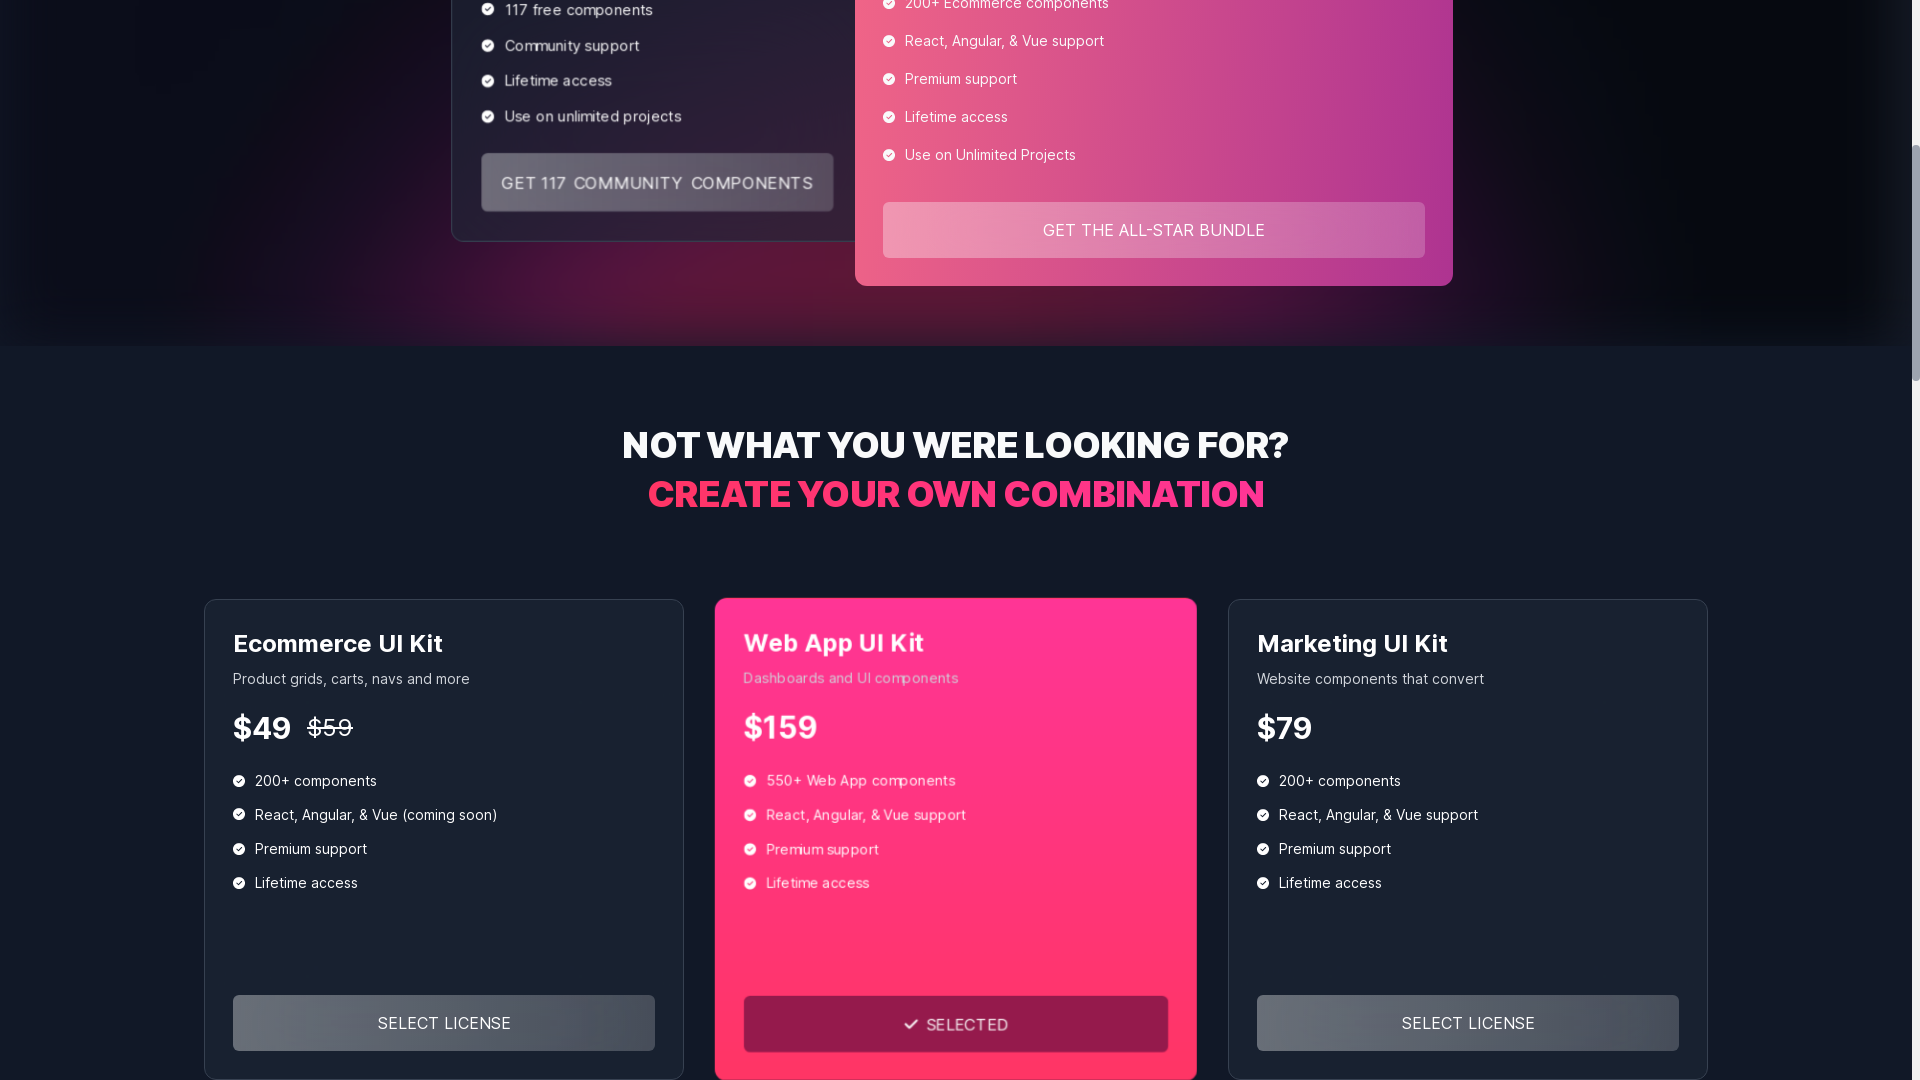 117 free components
Community support
Lifetime access
Use on unlimited projects
GET 117 COMMUNITY COMPONENTS
200+ Ecommerce components
React, Angular, & Vue support
Premium support
Lifetime access
Use on Unlimited Projects
GET THE ALL-STAR BUNDLE
NOT WHAT YOU WERE LOOKING FOR?
CREATE YOUR OWN COMBINATION
Ecommerce UI Kit
Product grids, carts, navs and more
$49 $59
200+ components
React, Angular, & Vue (coming soon)
Premium support
Lifetime access
SELECT LICENSE
Web App UI Kit
Dashboards and UI components
$159
550+ Web App components
React, Angular, & Vue support
Premium support
Lifetime access
SELECTED
Marketing UI Kit
Website components that convert
$79
200+ components
React, Angular, & Vue support
Premium support
Lifetime access
SELECT LICENSE